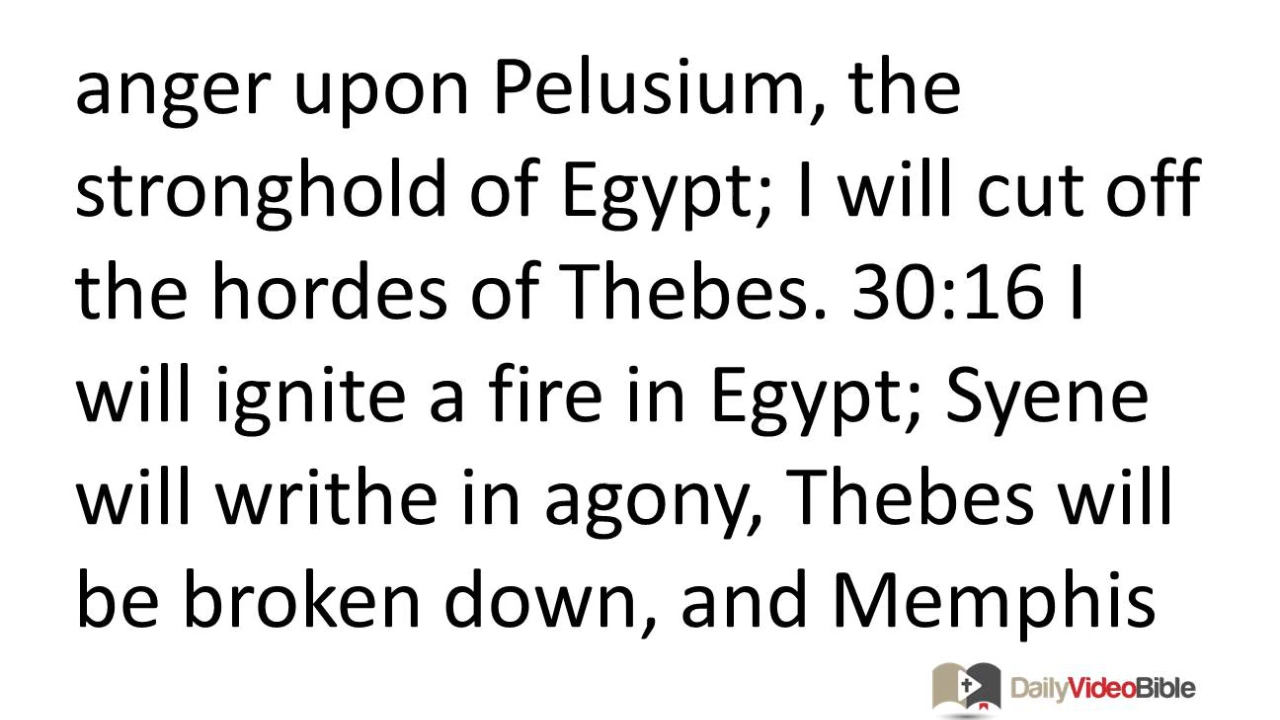 anger upon Pelusium, the
stronghold of Egypt; I will cut off
the hordes of Thebes. 30:16 I
will ignite a fire in Egypt; Syene
will writhe in agony, Thebes will
be broken down, and Memphis
DailyVideoBible